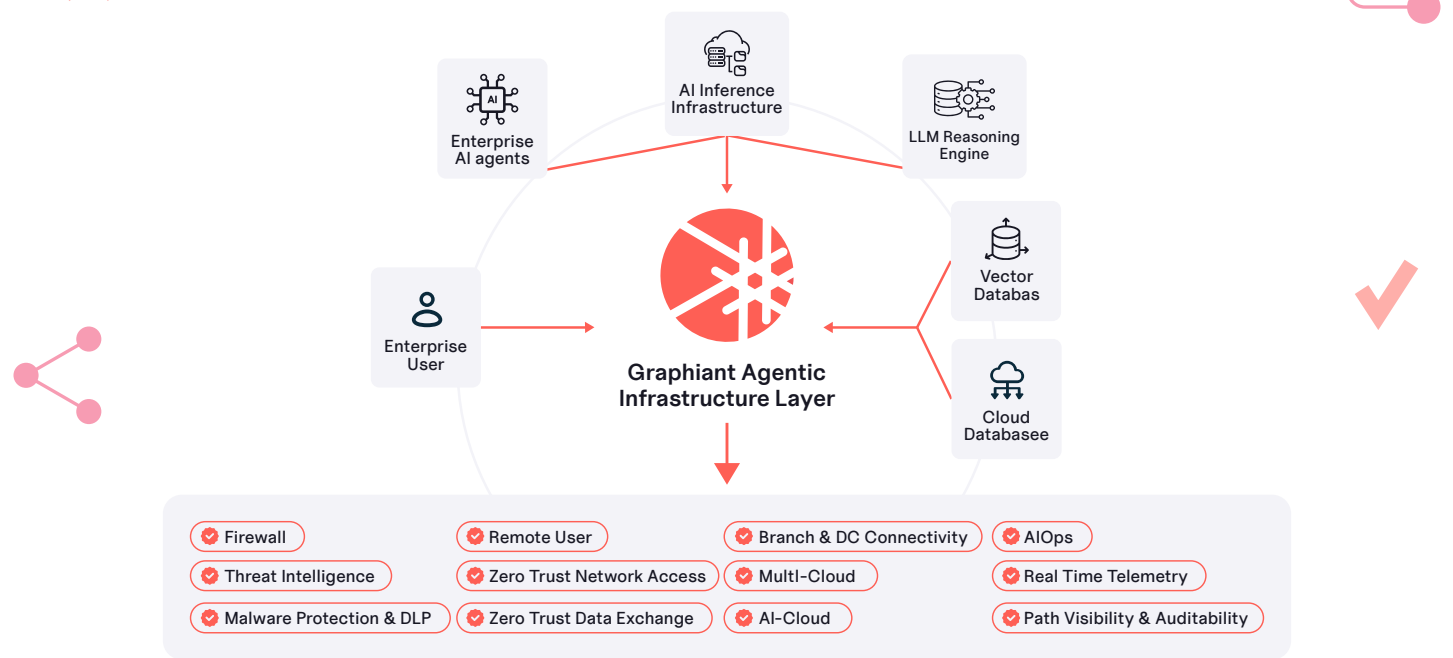 AI Inference
Infrastructure
AI
Enterprise
AI agents
LLM Reasoning
Engine
Vector
Databas
Enterprise
User
Graphiant Agentic
Infrastructure Layer
Cloud
Databasee
Firewall
Remote User
Branch & DC Connectivity
AIOps
Threat Intelligence
Zero Trust Network Access
MultI-Cloud
Real Time Telemetry
Malware Protection & DLP
Zero Trust Data Exchange
AI-Cloud
Path Visibility & Auditability